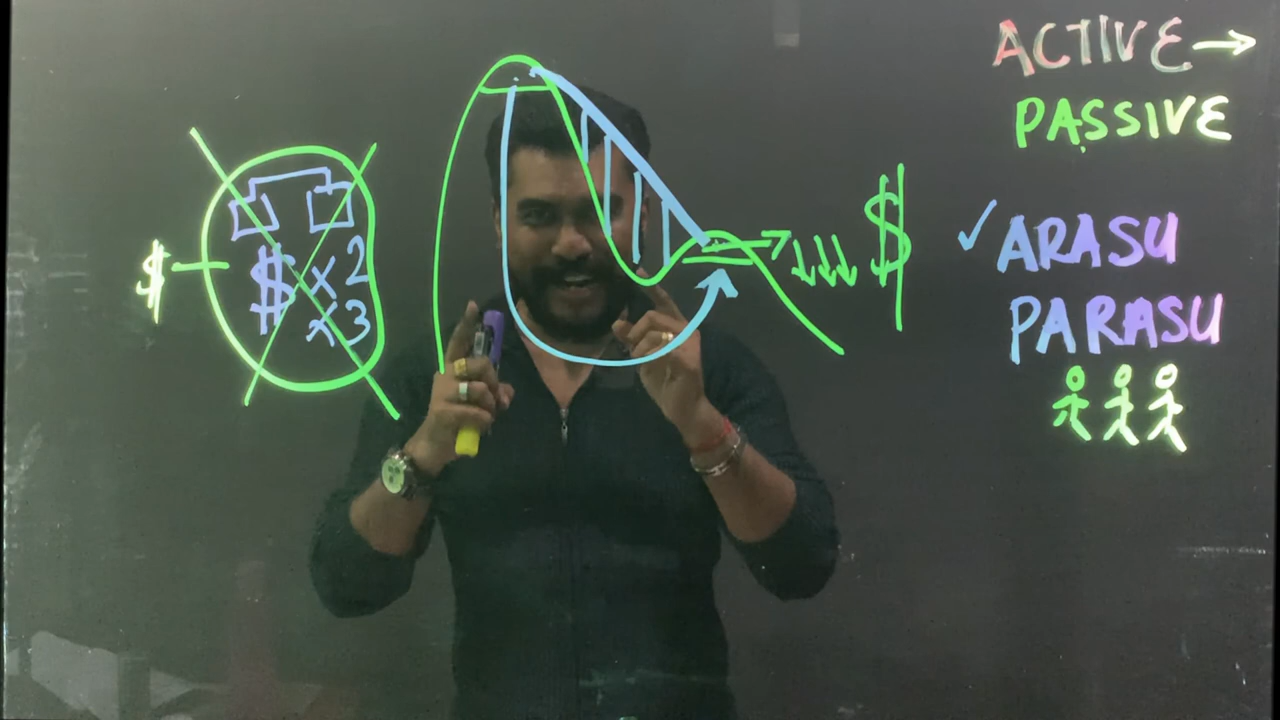 ACTIVE →
PASSIVE
$
$ x 2
x 3
$
✓ ARASU
PARASU